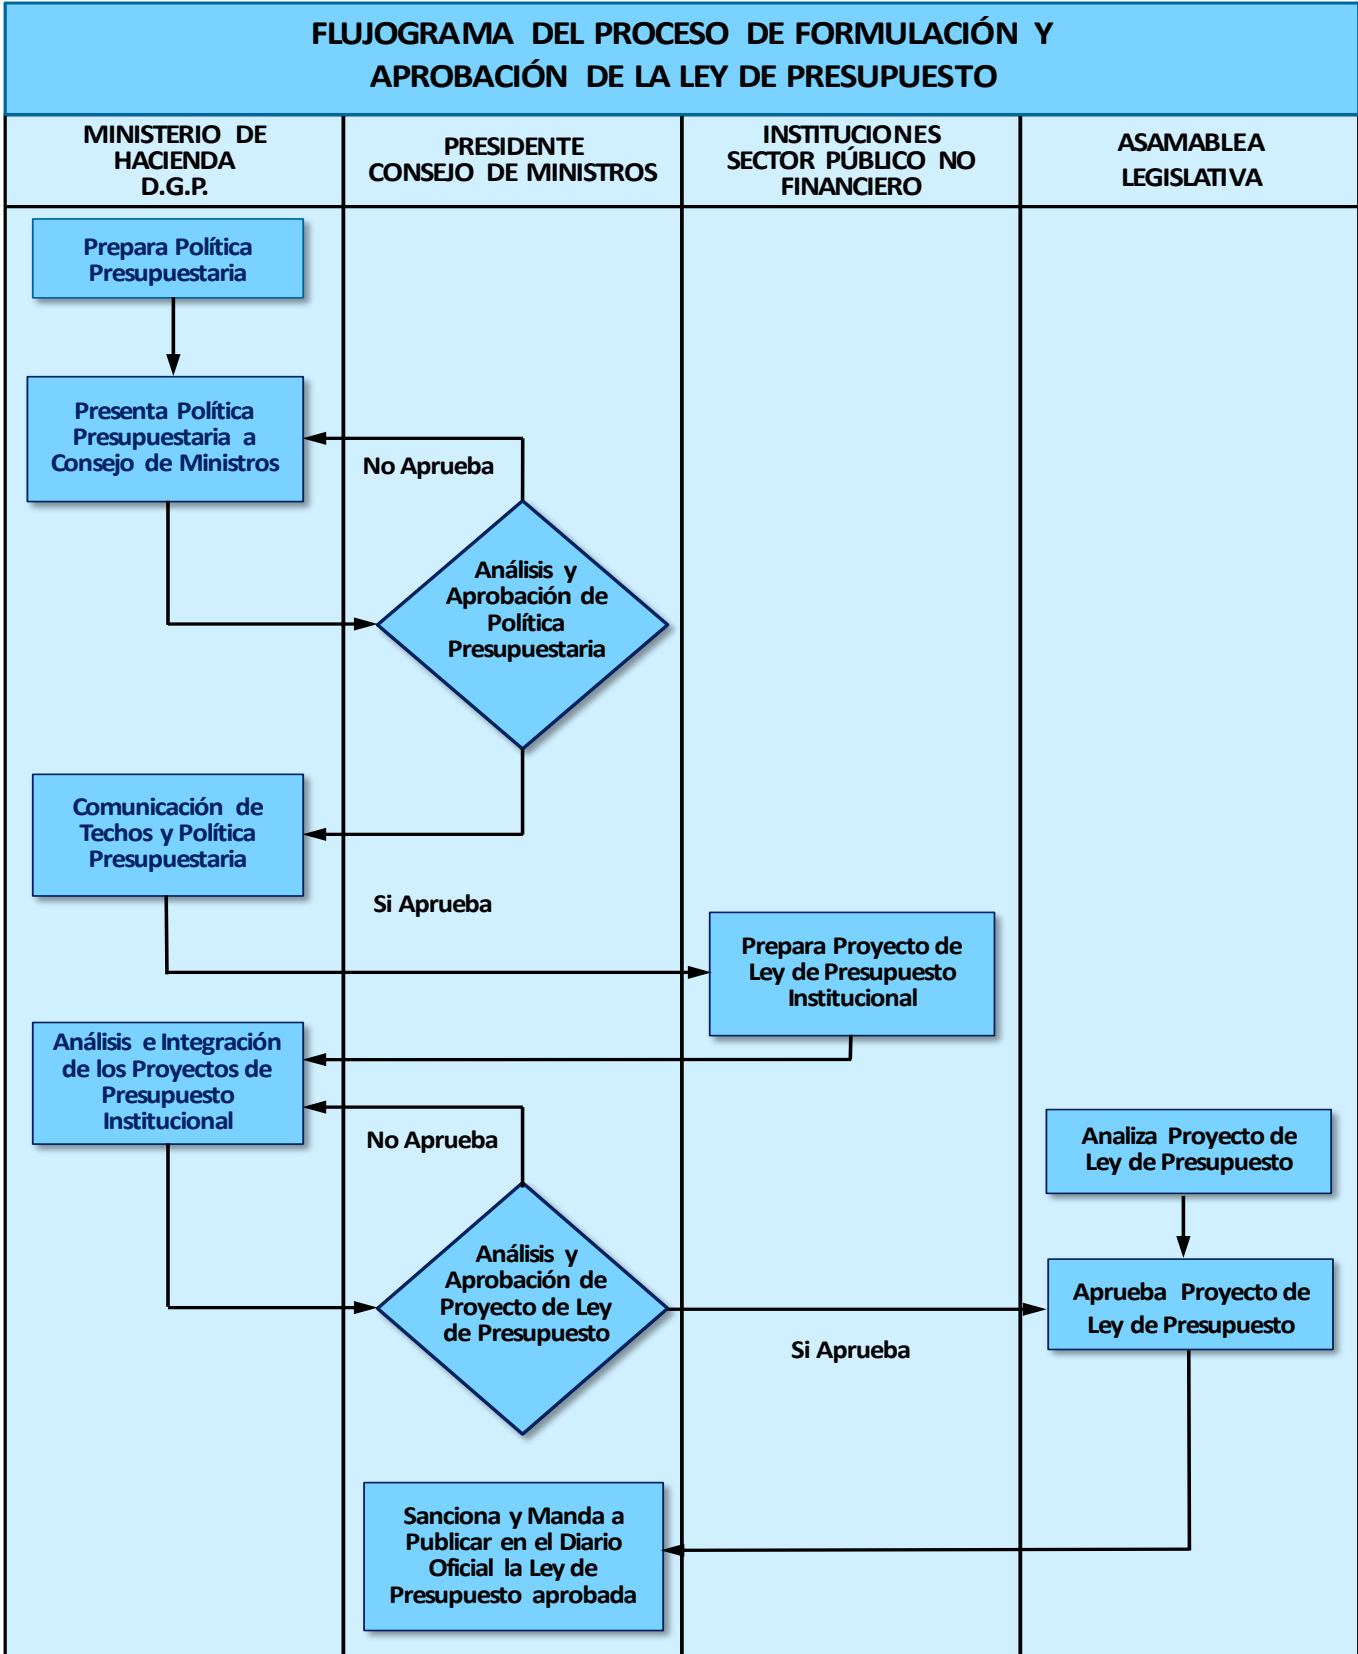 FLUJOGRAMA DEL PROCESO DE FORMULACIÓN Y
APROBACIÓN DE LA LEY DE PRESUPUESTO
MINISTERIO DE
HACIENDA
D.G.P.
PRESIDENTE
CONSEJO DE MINISTROS
INSTITUCIONES
SECTOR PÚBLICO NO
FINANCIERO
ASAMABLEA
LEGISLATIVA
Prepara Política
Presupuestaria
Presenta Política
Presupuestaria a
Consejo de Ministros
No Aprueba
Análisis y
Aprobación de
Política
Presupuestaria
Comunicación de
Techos y Política
Presupuestaria
Si Aprueba
Prepara Proyecto de
Ley de Presupuesto
Institucional
Análisis e Integración
de los Proyectos de
Presupuesto
Institucional
No Aprueba
Analiza Proyecto de
Ley de Presupuesto
Análisis y
Aprobación de
Proyecto de Ley
de Presupuesto
Si Aprueba
Aprueba Proyecto de
Ley de Presupuesto
Sanciona y Manda a
Publicar en el Diario
Oficial la Ley de
Presupuesto aprobada